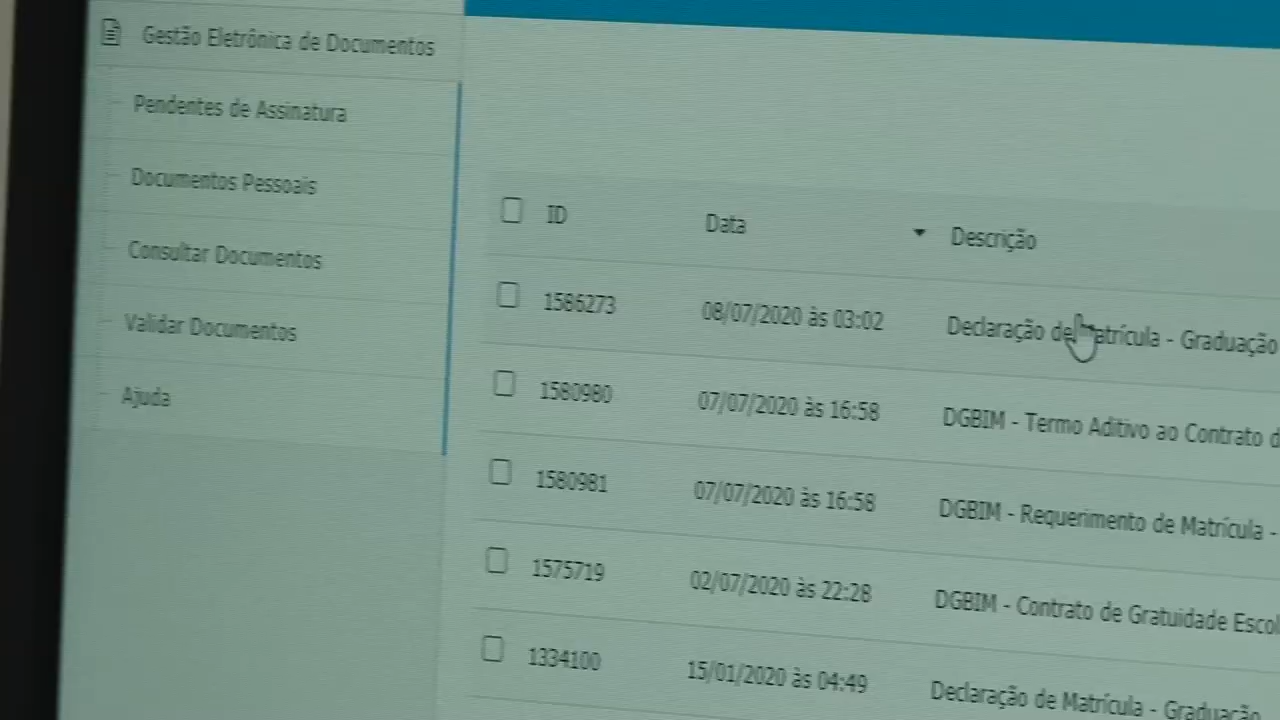 Gestão Eletrônica de Documentos
Pendentes de Assinatura
Documentos Pessoais
Consultar Documentos
Validar Documentos
Ajuda
ID Data Descrição
1586273 08/07/2020 às 03:02 Declaração de Matrícula - Graduação
1580980 07/07/2020 às 16:58 DGBIM - Termo Aditivo ao Contrato d
1580981 07/07/2020 às 16:58 DGBIM - Requerimento de Matrícula -
1575719 02/07/2020 às 22:28 DGBIM - Contrato de Gratuidade Escol
1334100 15/01/2020 às 04:49 Declaração de Matrícula - Graduação